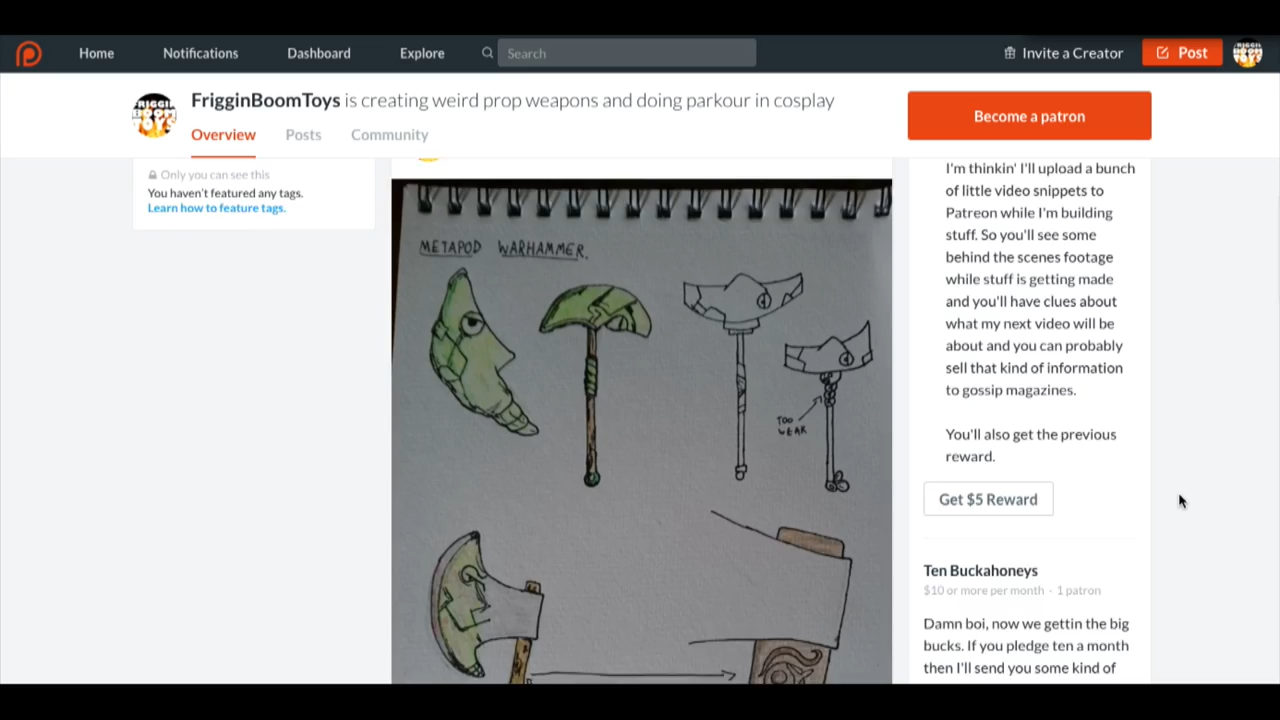 Home Notifications Dashboard Explore Search Invite a Creator Post
FRIGGIN
BOOM
TOYS
FrigginBoomToys is creating weird prop weapons and doing parkour in cosplay
Overview Posts Community
Become a patron
Only you can see this
You haven't featured any tags.
Learn how to feature tags.
METAPOD WARHAMMER.
TOO
WEAK
I'm thinkin' I'll upload a bunch
of little video snippets to
Patreon while I'm building
stuff. So you'll see some
behind the scenes footage
while stuff is getting made
and you'll have clues about
what my next video will be
about and you can probably
sell that kind of information
to gossip magazines.
You'll also get the previous
reward.
Get $5 Reward
Ten Buckahoneys
$10 or more per month · 1 patron
Damn boi, now we gettin the big
bucks. If you pledge ten a month
then I'll send you some kind of